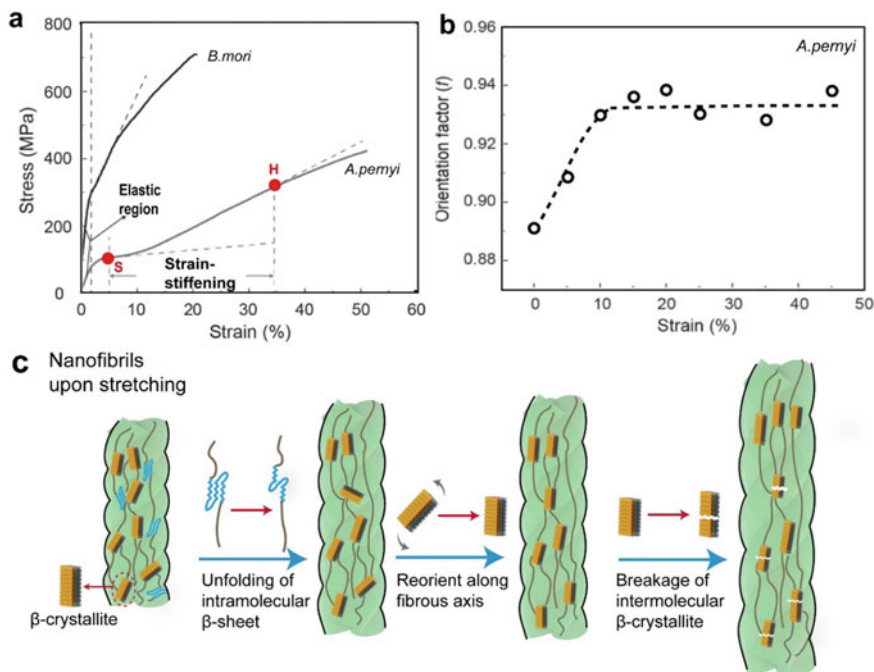 a
800
600
400
200
0
Stress (MPa)
B.mori
Elastic
region
S
H
A.pernyi
Strain-
stiffening
0 10 20 30 40 50 60
Strain (%)
b
0.96
0.94
0.92
0.90
0.88
Orientation factor (f)
A.pernyi
0 10 20 30 40 50
Strain (%)
c
Nanofibrils
upon stretching
β-crystallite
Unfolding of
intramolecular
β-sheet
Reorient along
fibrous axis
Breakage of
intermolecular
β-crystallite